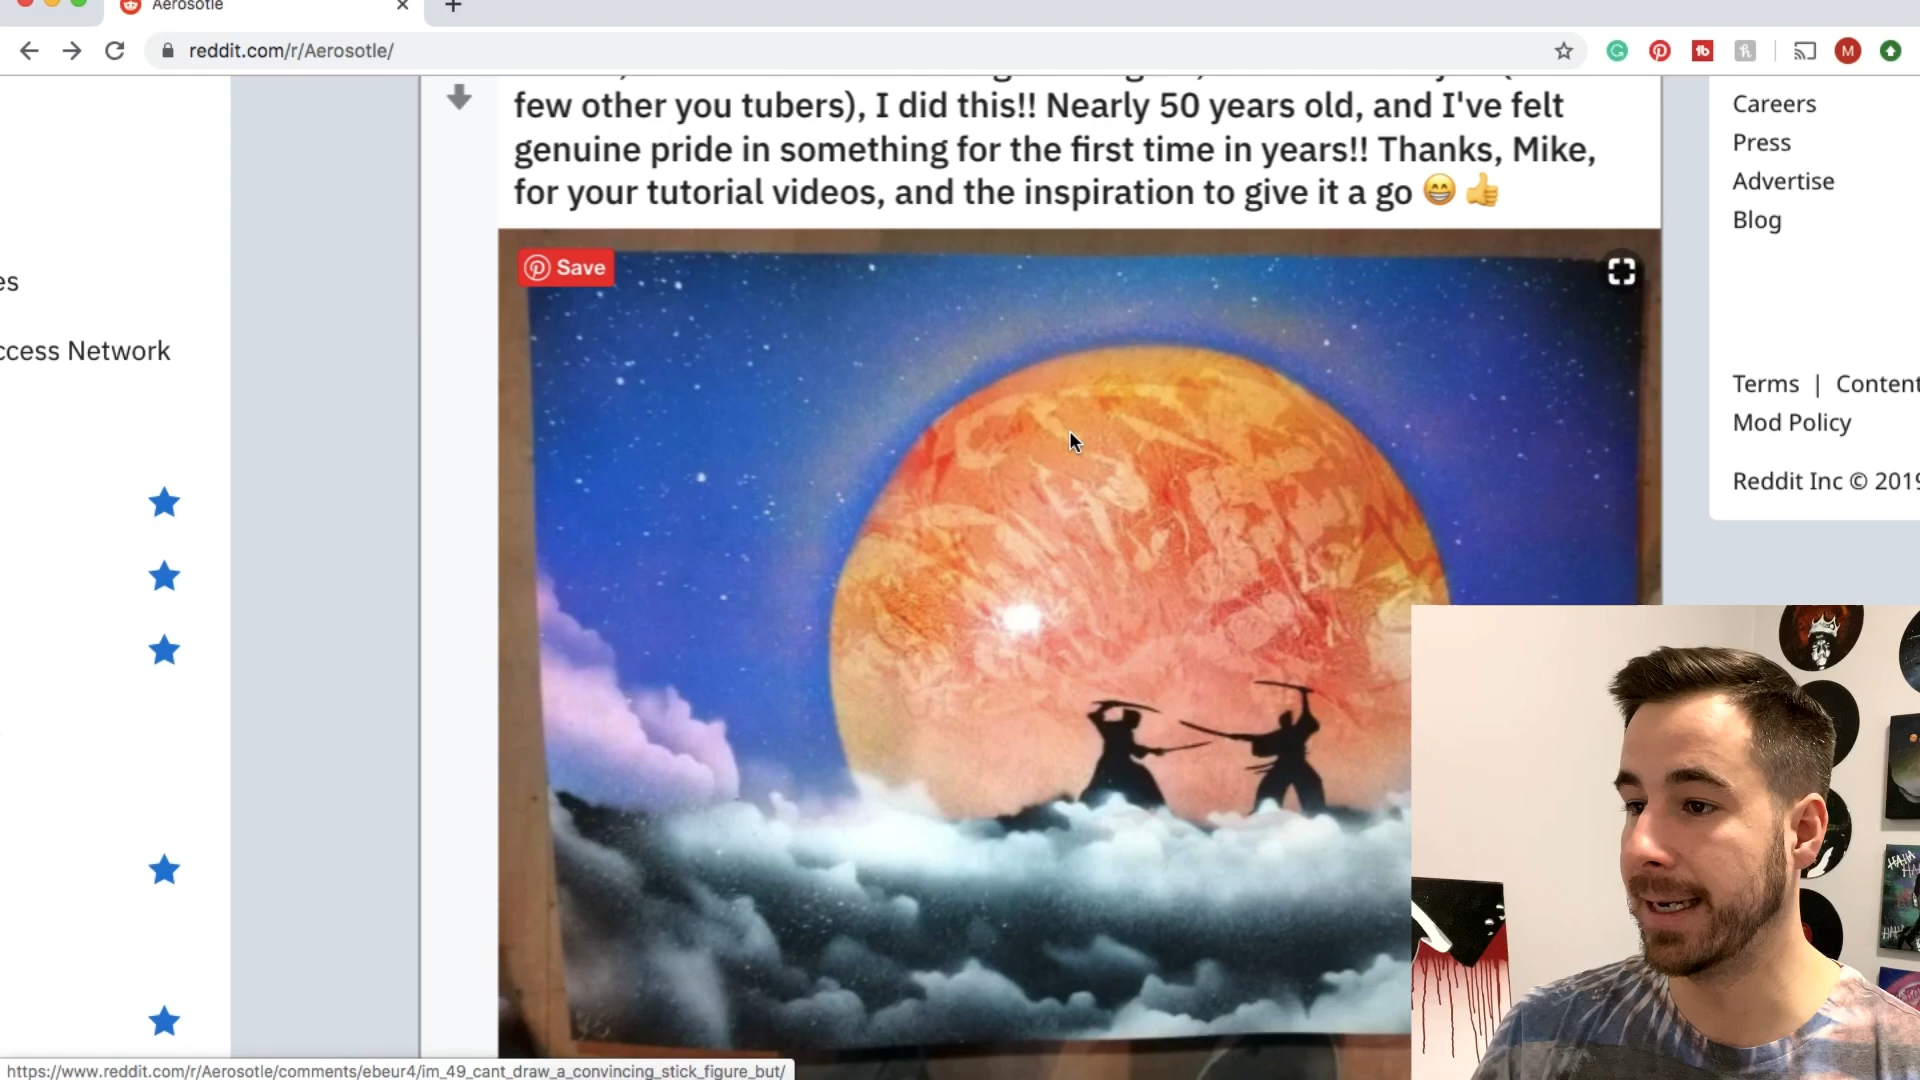 Aerosotle
reddit.com/r/Aerosotle/
M
few other you tubers), I did this!! Nearly 50 years old, and I've felt
genuine pride in something for the first time in years!! Thanks, Mike,
for your tutorial videos, and the inspiration to give it a go 😁 👍
Save
es
ccess Network
Careers
Press
Advertise
Blog
Terms | Content
Mod Policy
Reddit Inc © 2019
https://www.reddit.com/r/Aerosotle/comments/ebeur4/im_49_cant_draw_a_convincing_stick_figure_but/